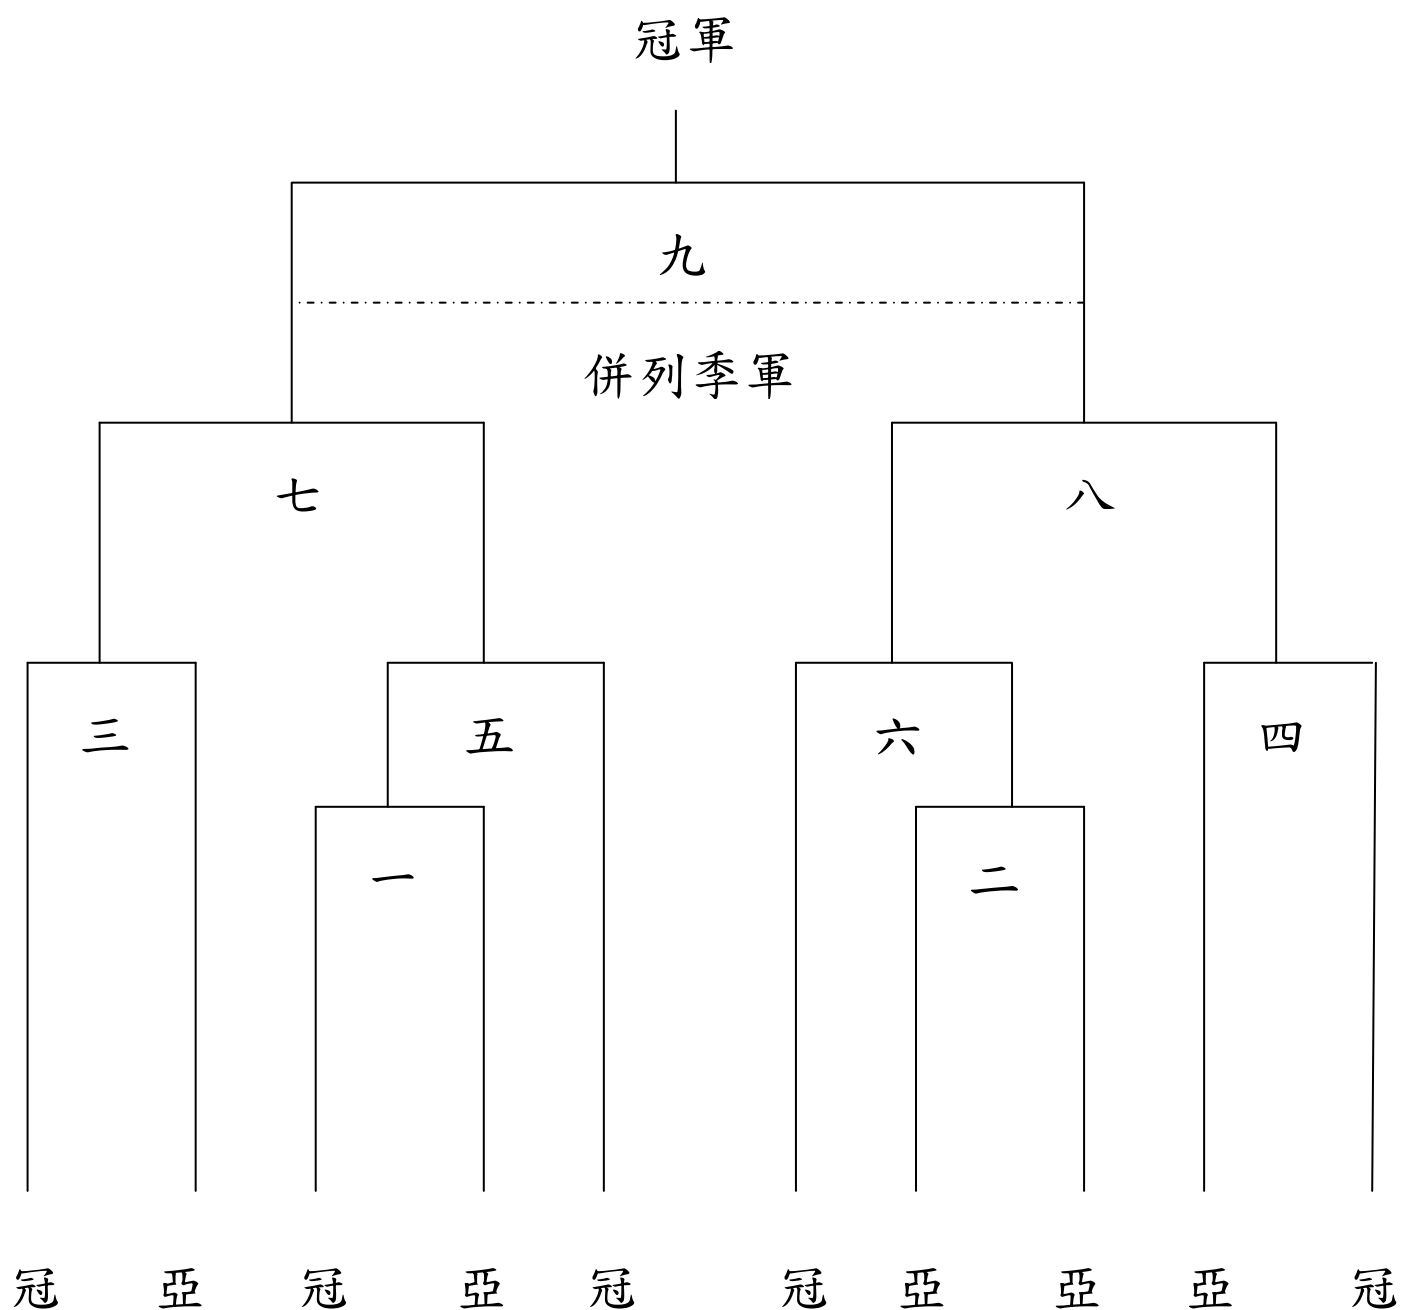 冠軍
九
併列季軍
七 八
三 五 六 四
一 二
冠 亞 冠 亞 冠 冠 亞 亞 亞 冠